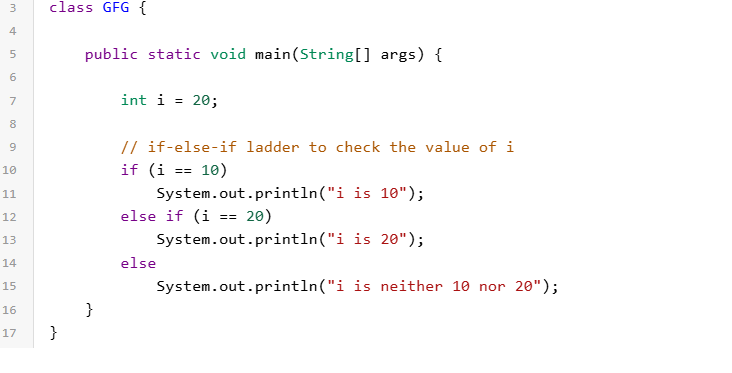 3 class GFG {
4
5     public static void main(String[] args) {
6
7         int i = 20;
8
9         // if-else-if ladder to check the value of i
10         if (i == 10)
11             System.out.println("i is 10");
12         else if (i == 20)
13             System.out.println("i is 20");
14         else
15             System.out.println("i is neither 10 nor 20");
16     }
17 }